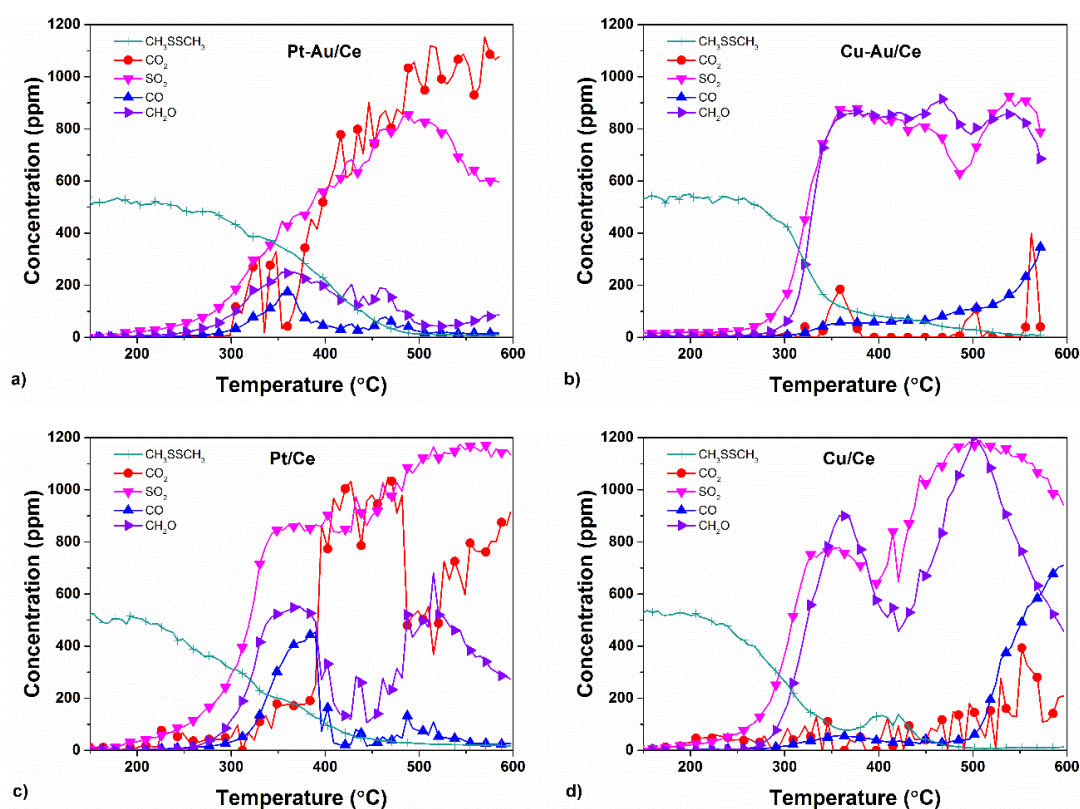 1200
1000
800
600
400
200
0
Concentration (ppm)
CH₃SSCH₃
CO₂
SO₂
CO
CH₂O
Pt-Au/Ce
200 300 400 500 600
Temperature (°C)
a)
1200
1000
800
600
400
200
0
Concentration (ppm)
CH₃SSCH₃
CO₂
SO₂
CO
CH₂O
Cu-Au/Ce
200 300 400 500 600
Temperature (°C)
b)
1200
1000
800
600
400
200
0
Concentration (ppm)
CH₃SSCH₃
CO₂
SO₂
CO
CH₂O
Pt/Ce
200 300 400 500 600
Temperature (°C)
c)
1200
1000
800
600
400
200
0
Concentration (ppm)
CH₃SSCH₃
CO₂
SO₂
CO
CH₂O
Cu/Ce
200 300 400 500 600
Temperature (°C)
d)